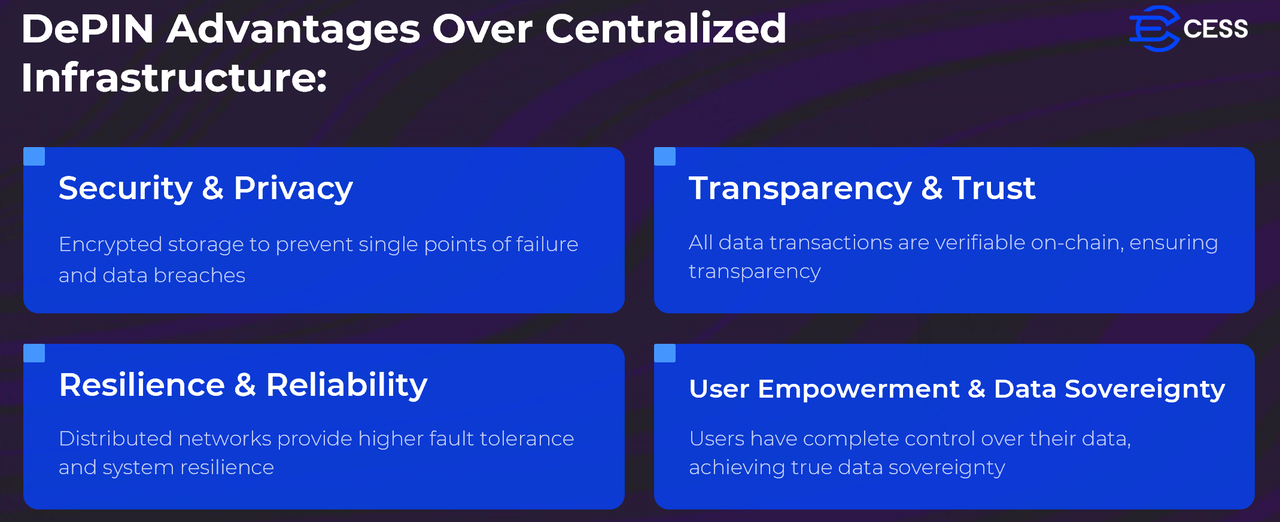 DePIN Advantages Over Centralized
Infrastructure:
CESS
Security & Privacy
Encrypted storage to prevent single points of failure
and data breaches
Transparency & Trust
All data transactions are verifiable on-chain, ensuring
transparency
Resilience & Reliability
Distributed networks provide higher fault tolerance
and system resilience
User Empowerment & Data Sovereignty
Users have complete control over their data,
achieving true data sovereignty